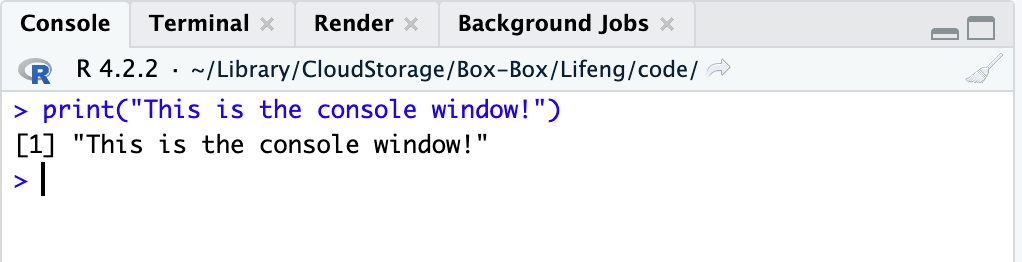 Console Terminal × Render × Background Jobs ×
R R 4.2.2 · ~/Library/CloudStorage/Box-Box/Lifeng/code/
> print("This is the console window!")
[1] "This is the console window!"
>